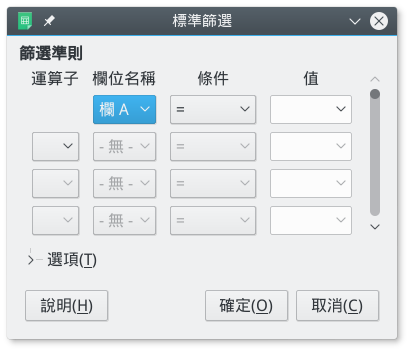 標準篩選
篩選準則
運算子 欄位名稱 條件 值
欄 A =
- 無 - =
- 無 - =
- 無 - =
選項(T)
說明(H) 確定(O) 取消(C)